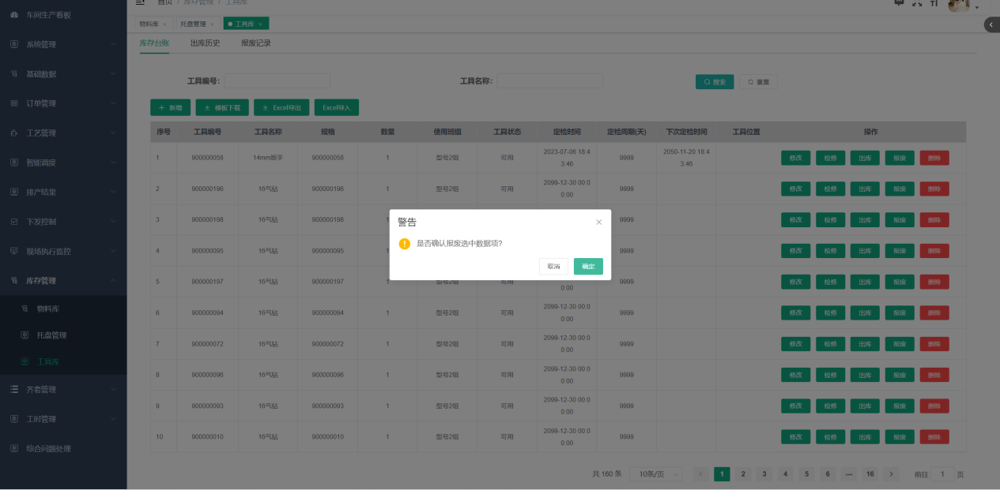 车间生产看板
系统管理
基础数据
订单管理
工艺管理
智能调度
排产结果
下发控制
现场执行监控
库存管理
物料库
托盘管理
工具库
齐套管理
工时管理
综合问题处理
首页 / 库存管理 / 工具库
物料库 × 托盘管理 × 工具库 ×
库存台账 出库历史 报废记录
工具编号: 工具名称: 搜索 重置
新增 模板下载 Excel导出 Excel导入
序号 工具编号 工具名称 规格 数量 使用班组 工具状态 定检时间 定检周期(天) 下次定检时间 工具位置 操作
1 900000058 14mm扳手 900000058 1 型号2组 可用 2023-07-06 18:4 9999 2050-11-20 18:4 修改 检修 出库 报废 删除
3:46 3:46
2 900000196 16气钻 900000196 1 型号2组 可用 2099-12-30 00:0 9999 修改 检修 出库 报废 删除
0:00
3 900000198 16气钻 900000198 1 9999 修改 检修 出库 报废 删除
4 900000095 16气钻 900000095 1 9999 修改 检修 出库 报废 删除
5 900000197 16气钻 900000197 1 型号2组 可用 9999 修改 检修 出库 报废 删除
0:00
6 900000094 16气钻 900000094 1 型号2组 可用 2099-12-30 00:0 9999 修改 检修 出库 报废 删除
0:00
7 900000072 16气钻 900000072 1 型号2组 可用 2099-12-30 00:0 9999 修改 检修 出库 报废 删除
0:00
8 900000096 16气钻 900000096 1 型号2组 可用 2099-12-30 00:0 9999 修改 检修 出库 报废 删除
0:00
9 900000093 16气钻 900000093 1 型号2组 可用 2099-12-30 00:0 9999 修改 检修 出库 报废 删除
0:00
10 900000010 16气钻 900000010 1 型号2组 可用 2099-12-30 00:0 9999 修改 检修 出库 报废 删除
0:00
共 160 条 10条/页 1 2 3 4 5 6 ··· 16 前往 1 页
警告
是否确认报废选中数据项?
取消 确定